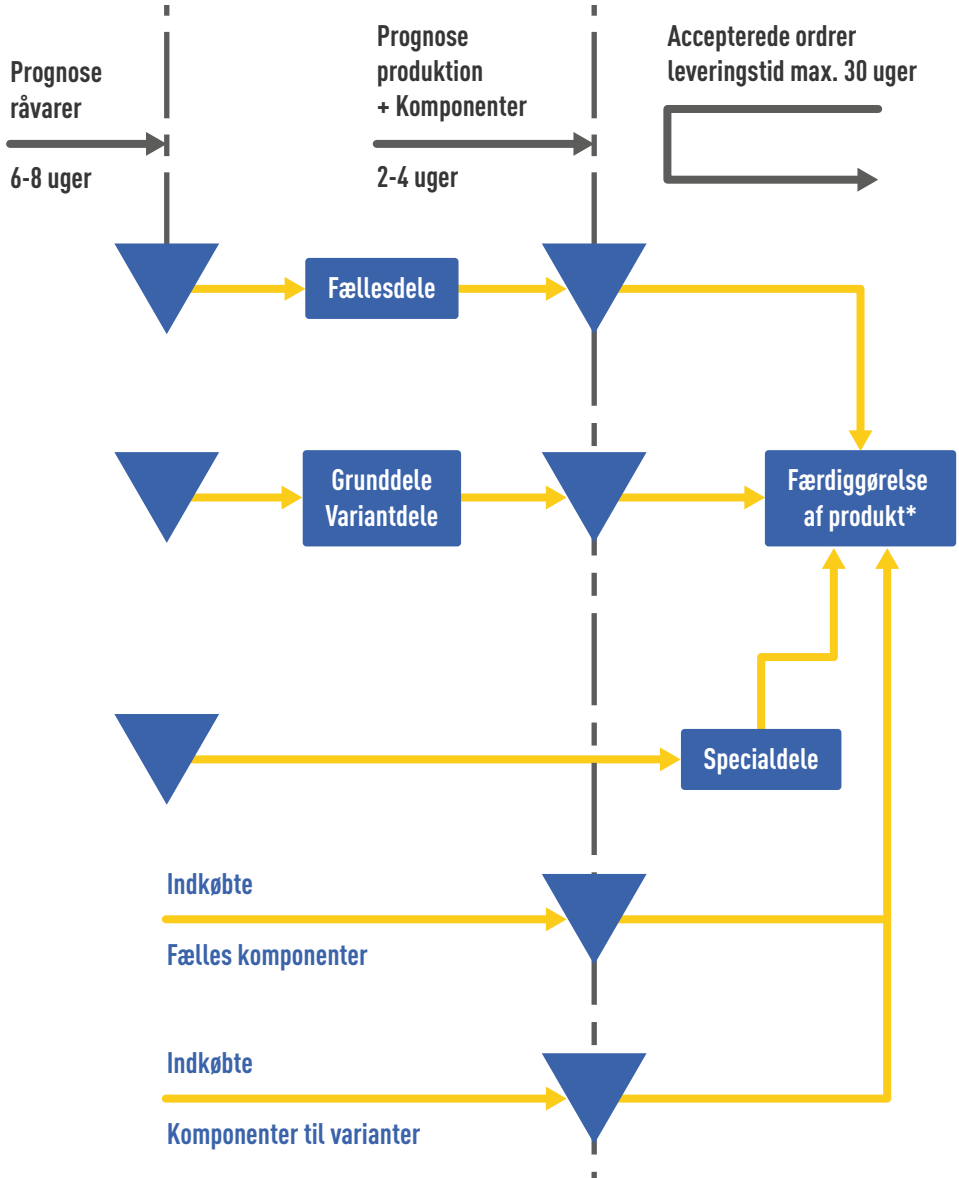 Prognose
råvarer
6-8 uger
Prognose
produktion
+ Komponenter
2-4 uger
Accepterede ordrer
leveringstid max. 30 uger
Fællesdele
Grunddele
Variantdele
Færdiggørelse
af produkt*
Specialdele
Indkøbte
Fælles komponenter
Indkøbte
Komponenter til varianter